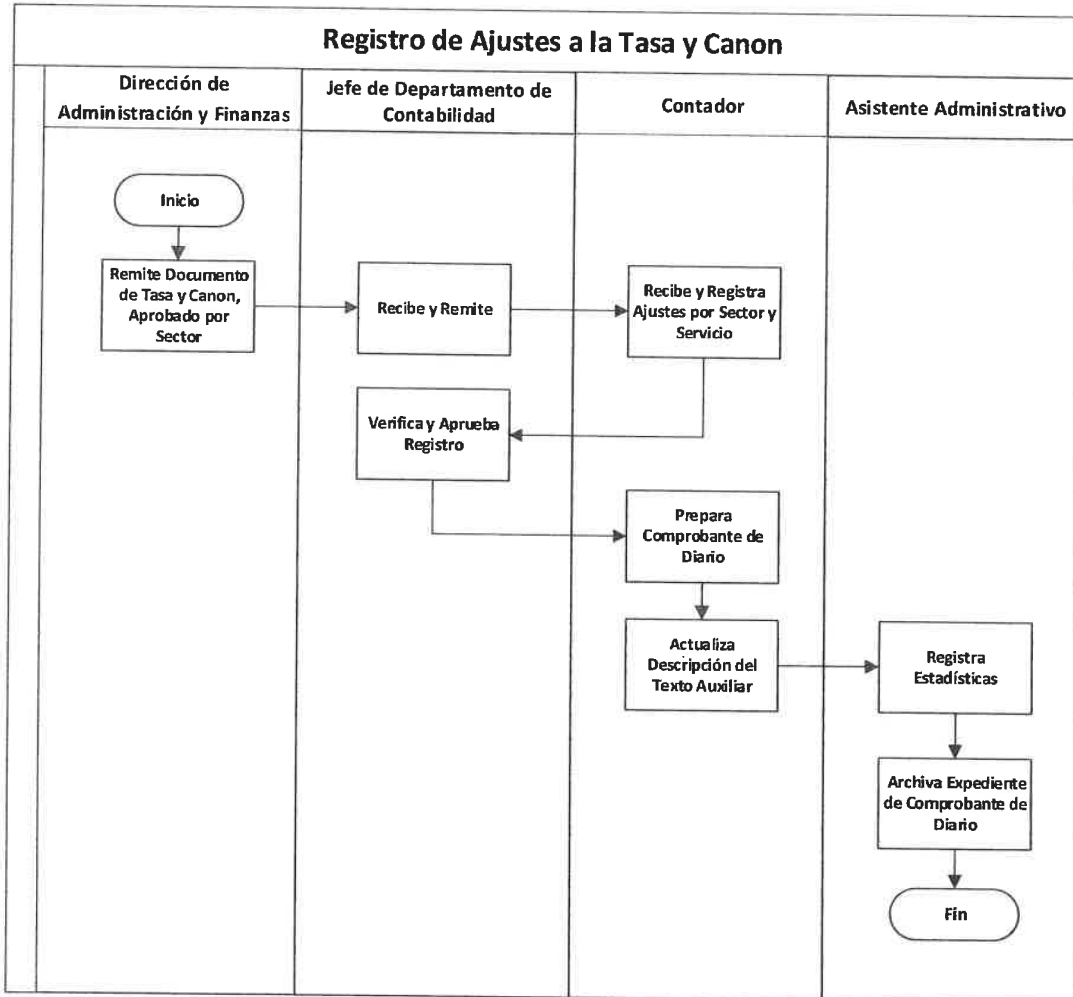 Registro de Ajustes a la Tasa y Canon
Dirección de
Administración y Finanzas
Jefe de Departamento de
Contabilidad
Contador
Asistente Administrativo
Inicio
Remite Documento
de Tasa y Canon,
Aprobado por
Sector
Recibe y Remite
Recibe y Registra
Ajustes por Sector y
Servicio
Verifica y Aprueba
Registro
Prepara
Comprobante de
Diario
Actualiza
Descripción del
Texto Auxiliar
Registra
Estadísticas
Archiva Expediente
de Comprobante de
Diario
Fin